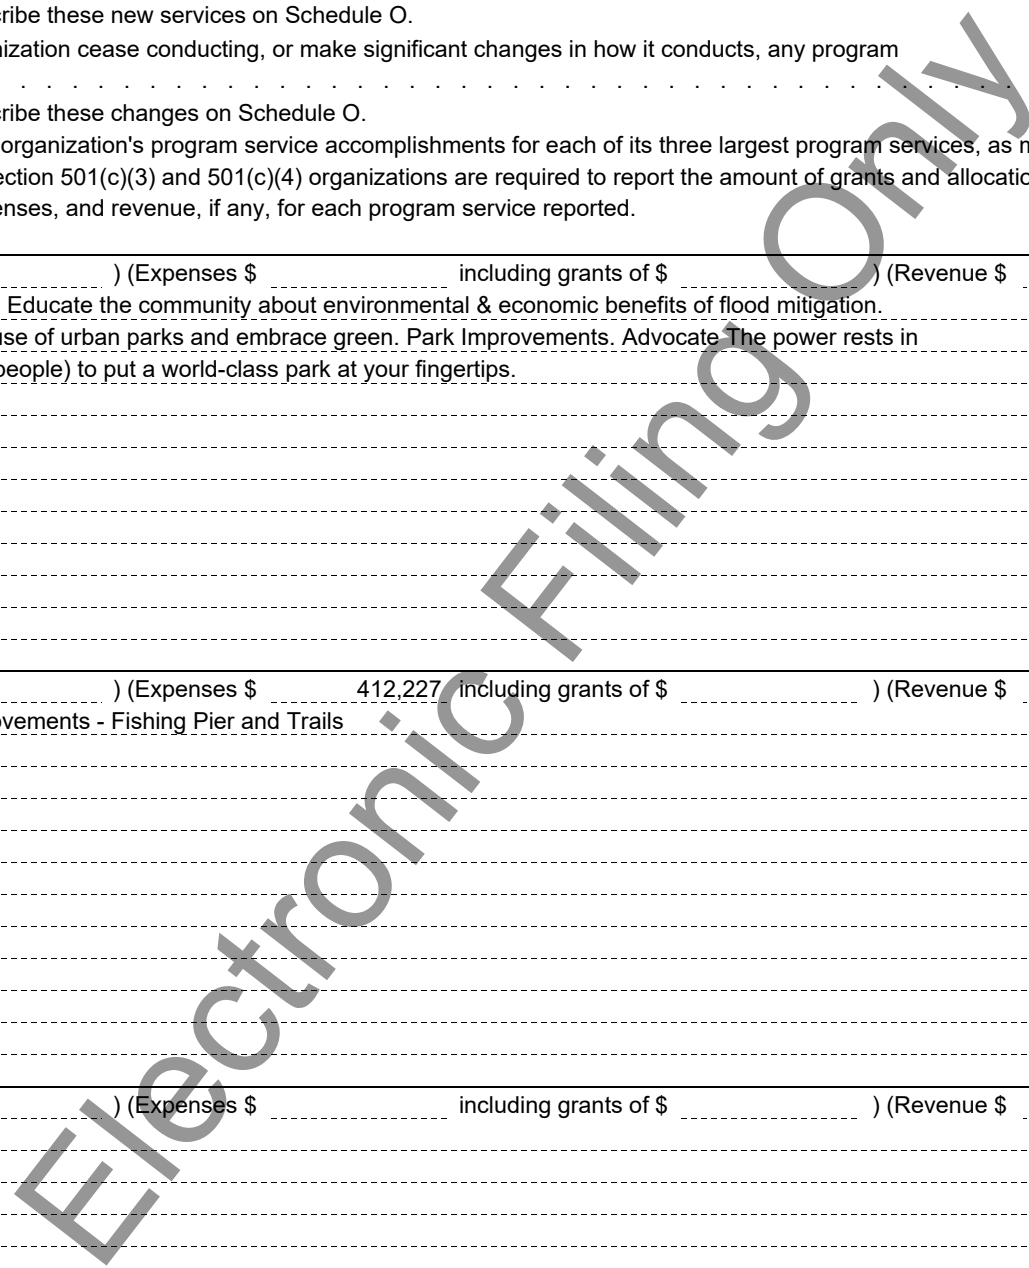 cribe these new services on Schedule O.
nization cease conducting, or make significant changes in how it conducts, any program
. . . . . . . . . . . . . . . . . . . . . . . . . . . . . . . . . . . . . . .
cribe these changes on Schedule O.
organization's program service accomplishments for each of its three largest program services, as m
ection 501(c)(3) and 501(c)(4) organizations are required to report the amount of grants and allocatio
enses, and revenue, if any, for each program service reported.
) (Expenses $ including grants of $ ) (Revenue $
Educate the community about environmental & economic benefits of flood mitigation.
use of urban parks and embrace green. Park Improvements. Advocate The power rests in
people) to put a world-class park at your fingertips.
) (Expenses $ 412,227 including grants of $ ) (Revenue $
ovements - Fishing Pier and Trails
) (Expenses $ including grants of $ ) (Revenue $
Electronic Filing Only